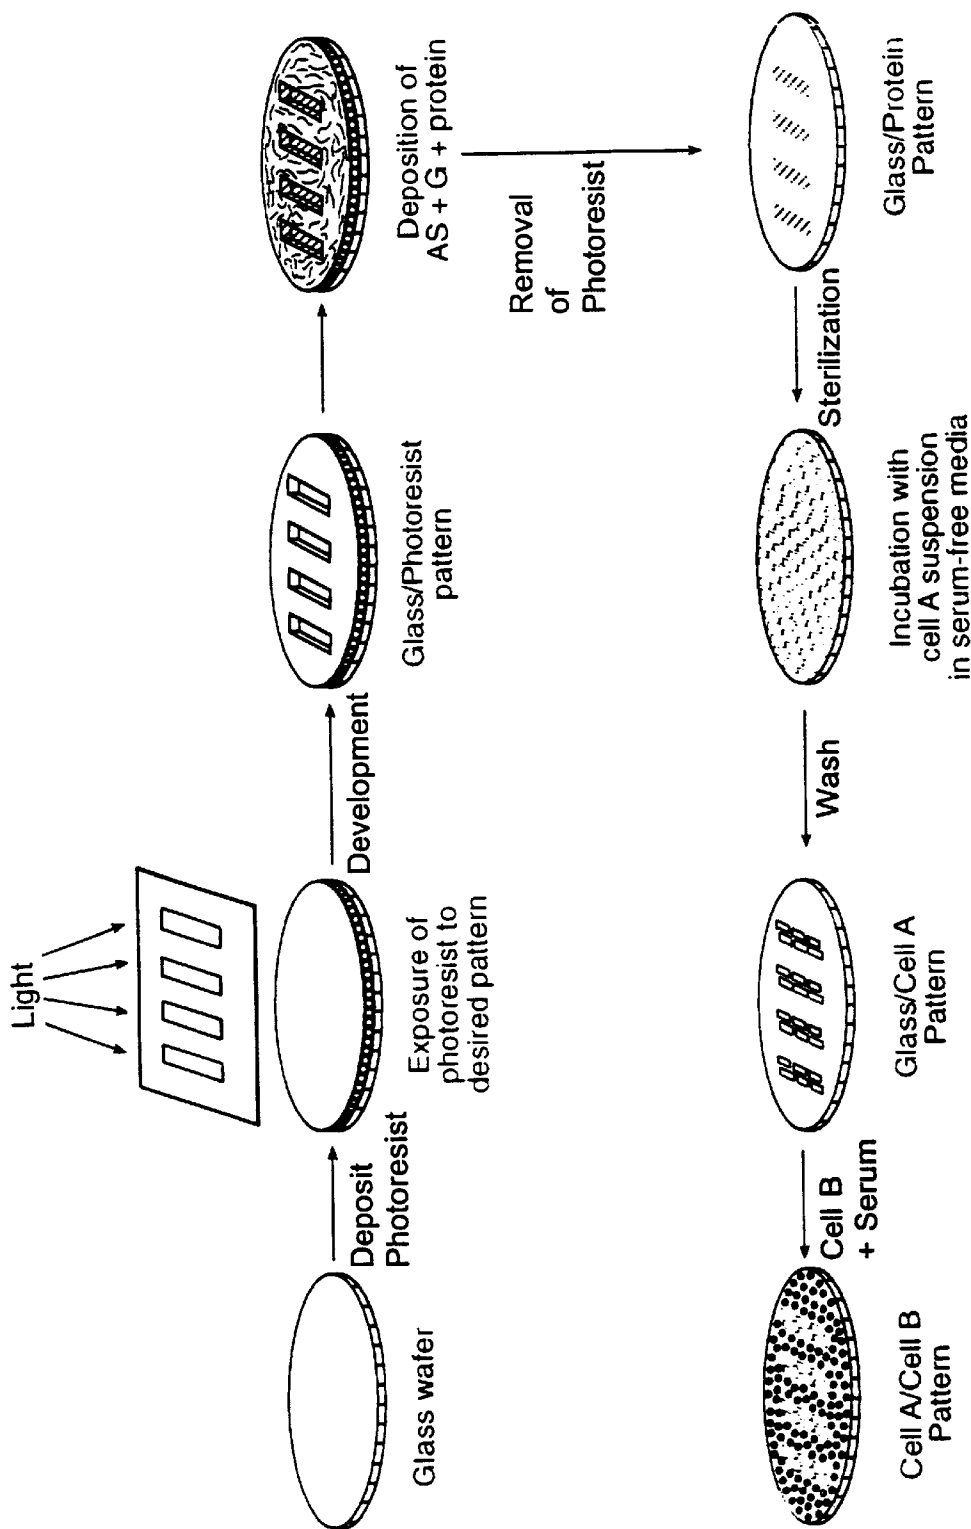 Light
Glass wafer
Deposit
Photoresist
Exposure of
photoresist to
desired pattern
Development
Glass/Photoresist
pattern
Deposition of
AS + G + protein
Removal
of
Photoresist
Glass/Protein
Pattern
Sterilization
Incubation with
cell A suspension
in serum-free media
Wash
Glass/Cell A
Pattern
Cell B
+ Serum
Cell A/Cell B
Pattern